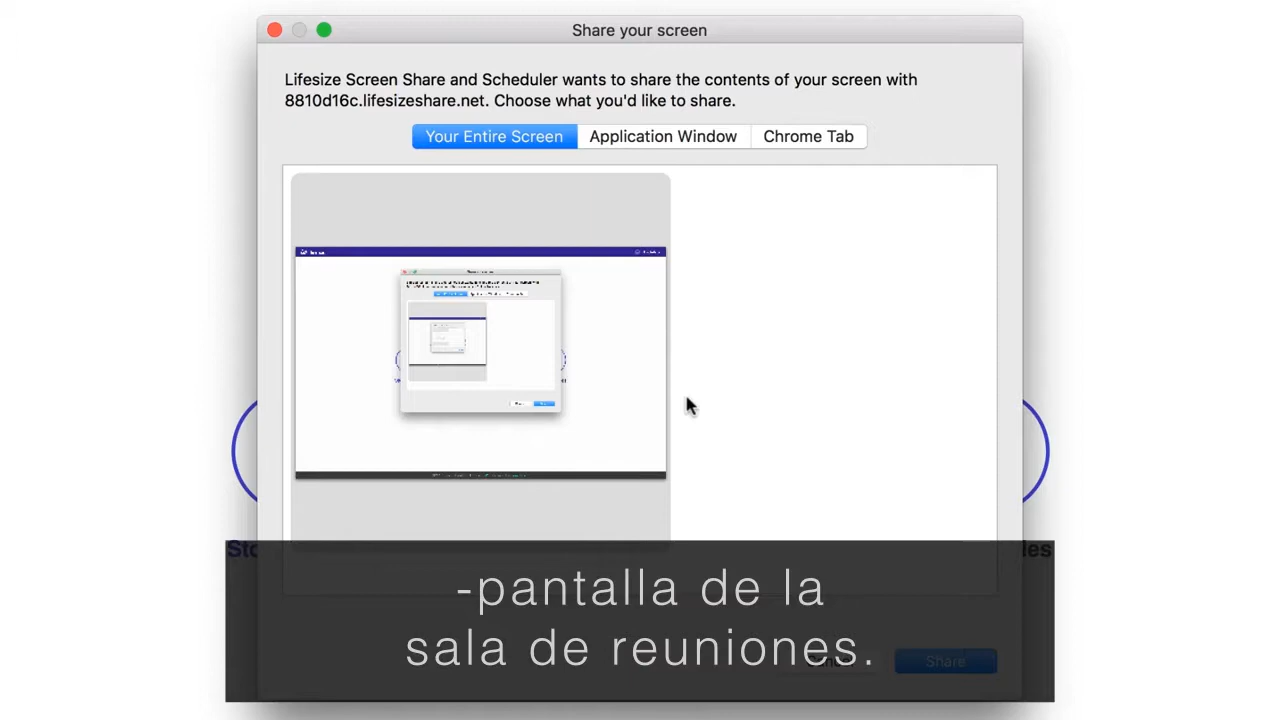 Share your screen
Lifesize Screen Share and Scheduler wants to share the contents of your screen with
8810d16c.lifesizeshare.net. Choose what you'd like to share.
Your Entire Screen
Application Window
Chrome Tab
-pantalla de la
sala de reuniones.
Cancel
Share